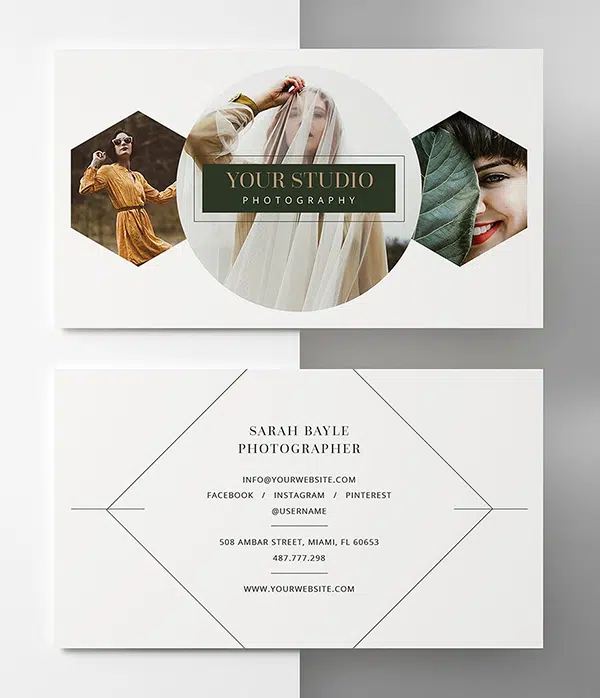 YOUR STUDIO
PHOTOGRAPHY
SARAH BAYLE
PHOTOGRAPHER
INFO@YOURWEBSITE.COM
FACEBOOK / INSTAGRAM / PINTEREST
@USERNAME
508 AMBAR STREET, MIAMI, FL 60653
487.777.298
WWW.YOURWEBSITE.COM